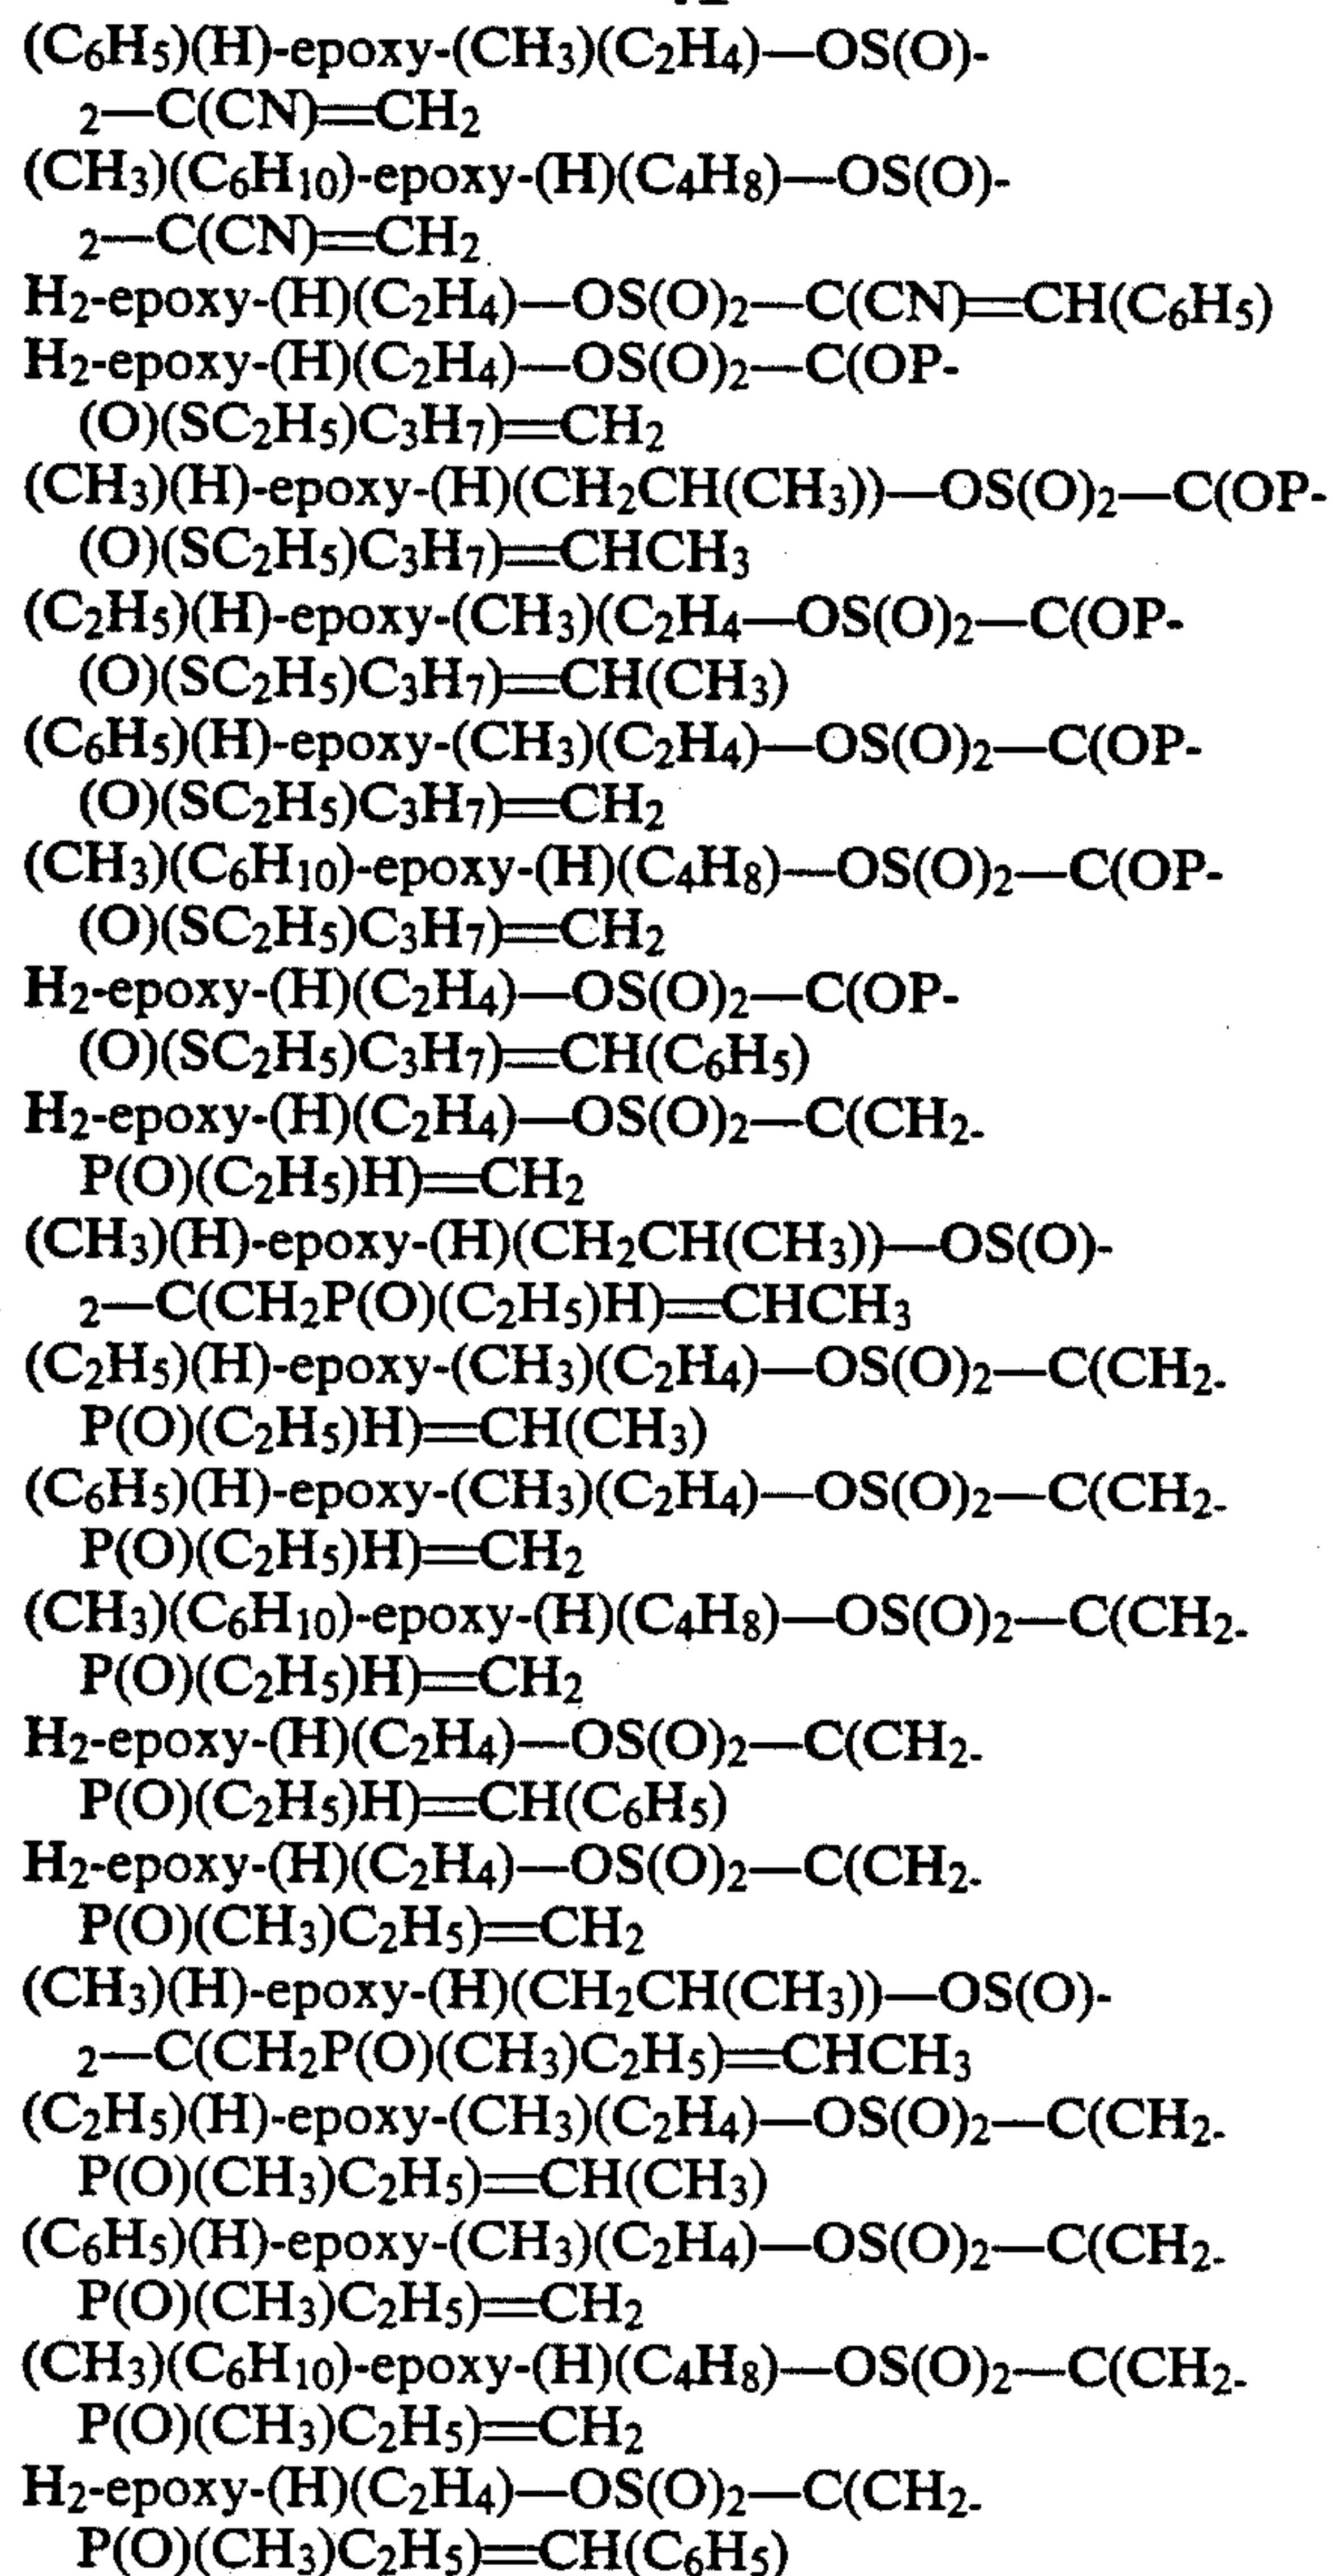 (C₆H₅)(H)-epoxy-(CH₃)(C₂H₄)—OS(O)-
₂—C(CN)=CH₂
(CH₃)(C₆H₁₀)-epoxy-(H)(C₄H₈)—OS(O)-
₂—C(CN)=CH₂
H₂-epoxy-(H)(C₂H₄)—OS(O)₂—C(CN)=CH(C₆H₅)
H₂-epoxy-(H)(C₂H₄)—OS(O)₂—C(OP-
(O)(SC₂H₅)C₃H₇)=CH₂
(CH₃)(H)-epoxy-(H)(CH₂CH(CH₃))—OS(O)₂—C(OP-
(O)(SC₂H₅)C₃H₇)=CHCH₃
(C₂H₅)(H)-epoxy-(CH₃)(C₂H₄—OS(O)₂—C(OP-
(O)(SC₂H₅)C₃H₇)=CH(CH₃)
(C₆H₅)(H)-epoxy-(CH₃)(C₂H₄)—OS(O)₂—C(OP-
(O)(SC₂H₅)C₃H₇)=CH₂
(CH₃)(C₆H₁₀)-epoxy-(H)(C₄H₈)—OS(O)₂—C(OP-
(O)(SC₂H₅)C₃H₇)=CH₂
H₂-epoxy-(H)(C₂H₄)—OS(O)₂—C(OP-
(O)(SC₂H₅)C₃H₇)=CH(C₆H₅)
H₂-epoxy-(H)(C₂H₄)—OS(O)₂—C(CH₂-
P(O)(C₂H₅)H)=CH₂
(CH₃)(H)-epoxy-(H)(CH₂CH(CH₃))—OS(O)-
₂—C(CH₂P(O)(C₂H₅)H)=CHCH₃
(C₂H₅)(H)-epoxy-(CH₃)(C₂H₄)—OS(O)₂—C(CH₂-
P(O)(C₂H₅)H)=CH(CH₃)
(C₆H₅)(H)-epoxy-(CH₃)(C₂H₄)—OS(O)₂—C(CH₂-
P(O)(C₂H₅)H)=CH₂
(CH₃)(C₆H₁₀)-epoxy-(H)(C₄H₈)—OS(O)₂—C(CH₂-
P(O)(C₂H₅)H)=CH₂
H₂-epoxy-(H)(C₂H₄)—OS(O)₂—C(CH₂-
P(O)(C₂H₅)H)=CH(C₆H₅)
H₂-epoxy-(H)(C₂H₄)—OS(O)₂—C(CH₂-
P(O)(CH₃)C₂H₅)=CH₂
(CH₃)(H)-epoxy-(H)(CH₂CH(CH₃))—OS(O)-
₂—C(CH₂P(O)(CH₃)C₂H₅)=CHCH₃
(C₂H₅)(H)-epoxy-(CH₃)(C₂H₄)—OS(O)₂—C(CH₂-
P(O)(CH₃)C₂H₅)=CH(CH₃)
(C₆H₅)(H)-epoxy-(CH₃)(C₂H₄)—OS(O)₂—C(CH₂-
P(O)(CH₃)C₂H₅)=CH₂
(CH₃)(C₆H₁₀)-epoxy-(H)(C₄H₈)—OS(O)₂—C(CH₂-
P(O)(CH₃)C₂H₅)=CH₂
H₂-epoxy-(H)(C₂H₄)—OS(O)₂—C(CH₂-
P(O)(CH₃)C₂H₅)=CH(C₆H₅)